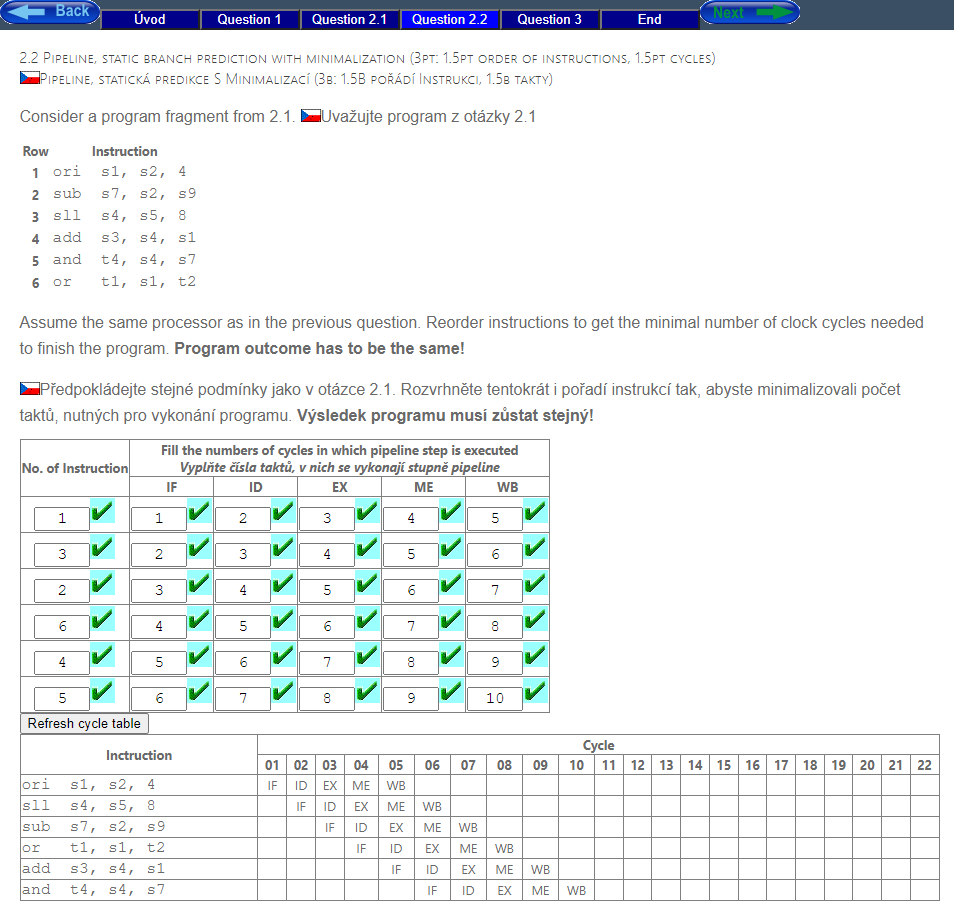 Back Úvod Question 1 Question 2.1 Question 2.2 Question 3 End Next
2.2 Pipeline, static branch prediction with minimalization (3pt: 1.5pt order of instructions, 1.5pt cycles)
Pipeline, statická predikce S Minimalizací (3b: 1.5b pořádí Instrukci, 1.5b takty)
Consider a program fragment from 2.1. Uvažujte program z otázky 2.1
Row Instruction
1 ori s1, s2, 4
2 sub s7, s2, s9
3 sll s4, s5, 8
4 add s3, s4, s1
5 and t4, s4, s7
6 or t1, s1, t2
Assume the same processor as in the previous question. Reorder instructions to get the minimal number of clock cycles needed
to finish the program. Program outcome has to be the same!
Předpokládejte stejné podmínky jako v otázce 2.1. Rozvrhněte tentokrát i pořadí instrukcí tak, abyste minimalizovali počet
taktů, nutných pro vykonání programu. Výsledek programu musí zůstat stejný!
No. of Instruction
Fill the numbers of cycles in which pipeline step is executed
Vyplňte čísla taktů, v nich se vykonají stupně pipeline
IF ID EX ME WB
1 1 2 3 4 5
3 2 3 4 5 6
2 3 4 5 6 7
6 4 5 6 7 8
4 5 6 7 8 9
5 6 7 8 9 10
Refresh cycle table
Inctruction
Cycle
01 02 03 04 05 06 07 08 09 10 11 12 13 14 15 16 17 18 19 20 21 22
ori s1, s2, 4 IF ID EX ME WB
sll s4, s5, 8 IF ID EX ME WB
sub s7, s2, s9 IF ID EX ME WB
or t1, s1, t2 IF ID EX ME WB
add s3, s4, s1 IF ID EX ME WB
and t4, s4, s7 IF ID EX ME WB